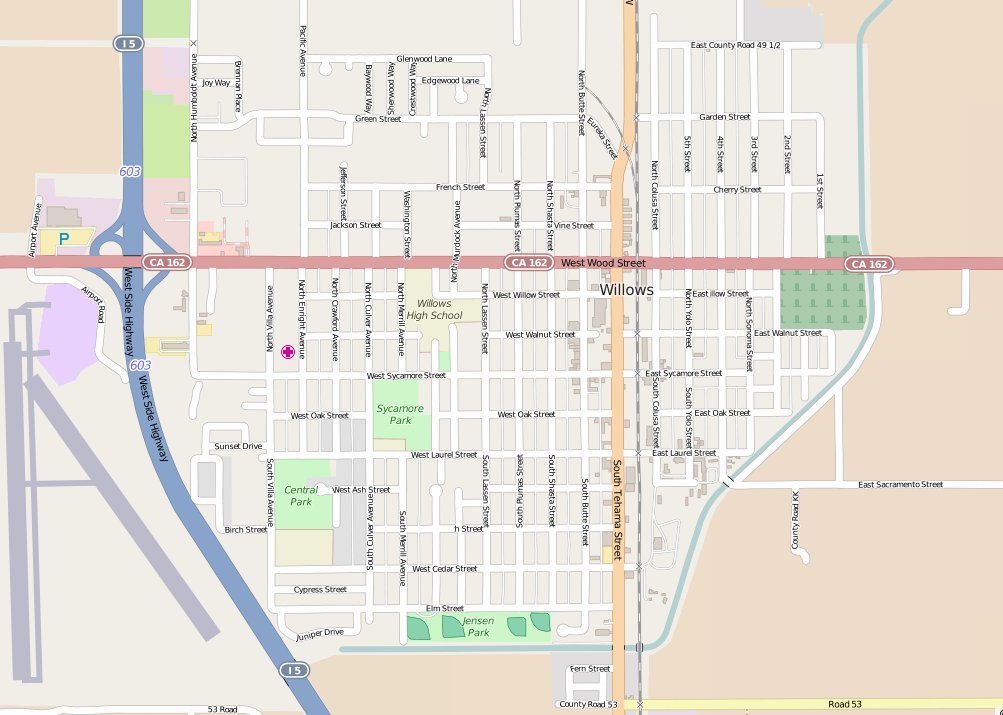 East County Road 49 1/2
I 5
Pacific Avenue
Glenwood Lane
Joy Way
Brennan Place
North Humboldt Avenue
Baywood Way
Sherwood Way
Crestwood Way
Edgewood Lane
North Lassen Street
North Butte Street
Eureka Street
Green Street
Garden Street
5th Street
4th Street
3rd Street
2nd Street
1st Street
603
Jefferson Street
French Street
North Colusa Street
Cherry Street
Airport Avenue
P
Washington Street
North Murdock Avenue
North Plumas Street
North Shasta Street
Jackson Street
Vine Street
CA 162
CA 162
West Wood Street
CA 162
Airport Road
West Side Highway
North Villa Avenue
North Enright Avenue
North Crawford Avenue
North Culver Avenue
North Merrill Avenue
Willows
High School
North Lassen Street
West Willow Street
Willows
North Yolo Street
North Sonoma Street
West Walnut Street
East Walnut Street
603
West Side Highway
West Sycamore Street
East Sycamore Street
Sycamore
Park
West Oak Street
West Oak Street
South Colusa Street
South Yolo Street
East Oak Street
Sunset Drive
West Laurel Street
East Laurel Street
South Villa Avenue
Central
Park
West Ash Street
South Culver Avenue
South Merrill Avenue
South Lassen Street
South Plumas Street
South Shasta Street
South Butte Street
South Tehama Street
East Sacramento Street
County Road KK
Birch Street
h Street
West Cedar Street
Cypress Street
Elm Street
Jensen
Park
Juniper Drive
I 5
Fern Street
County Road 53
Road 53
53 Road